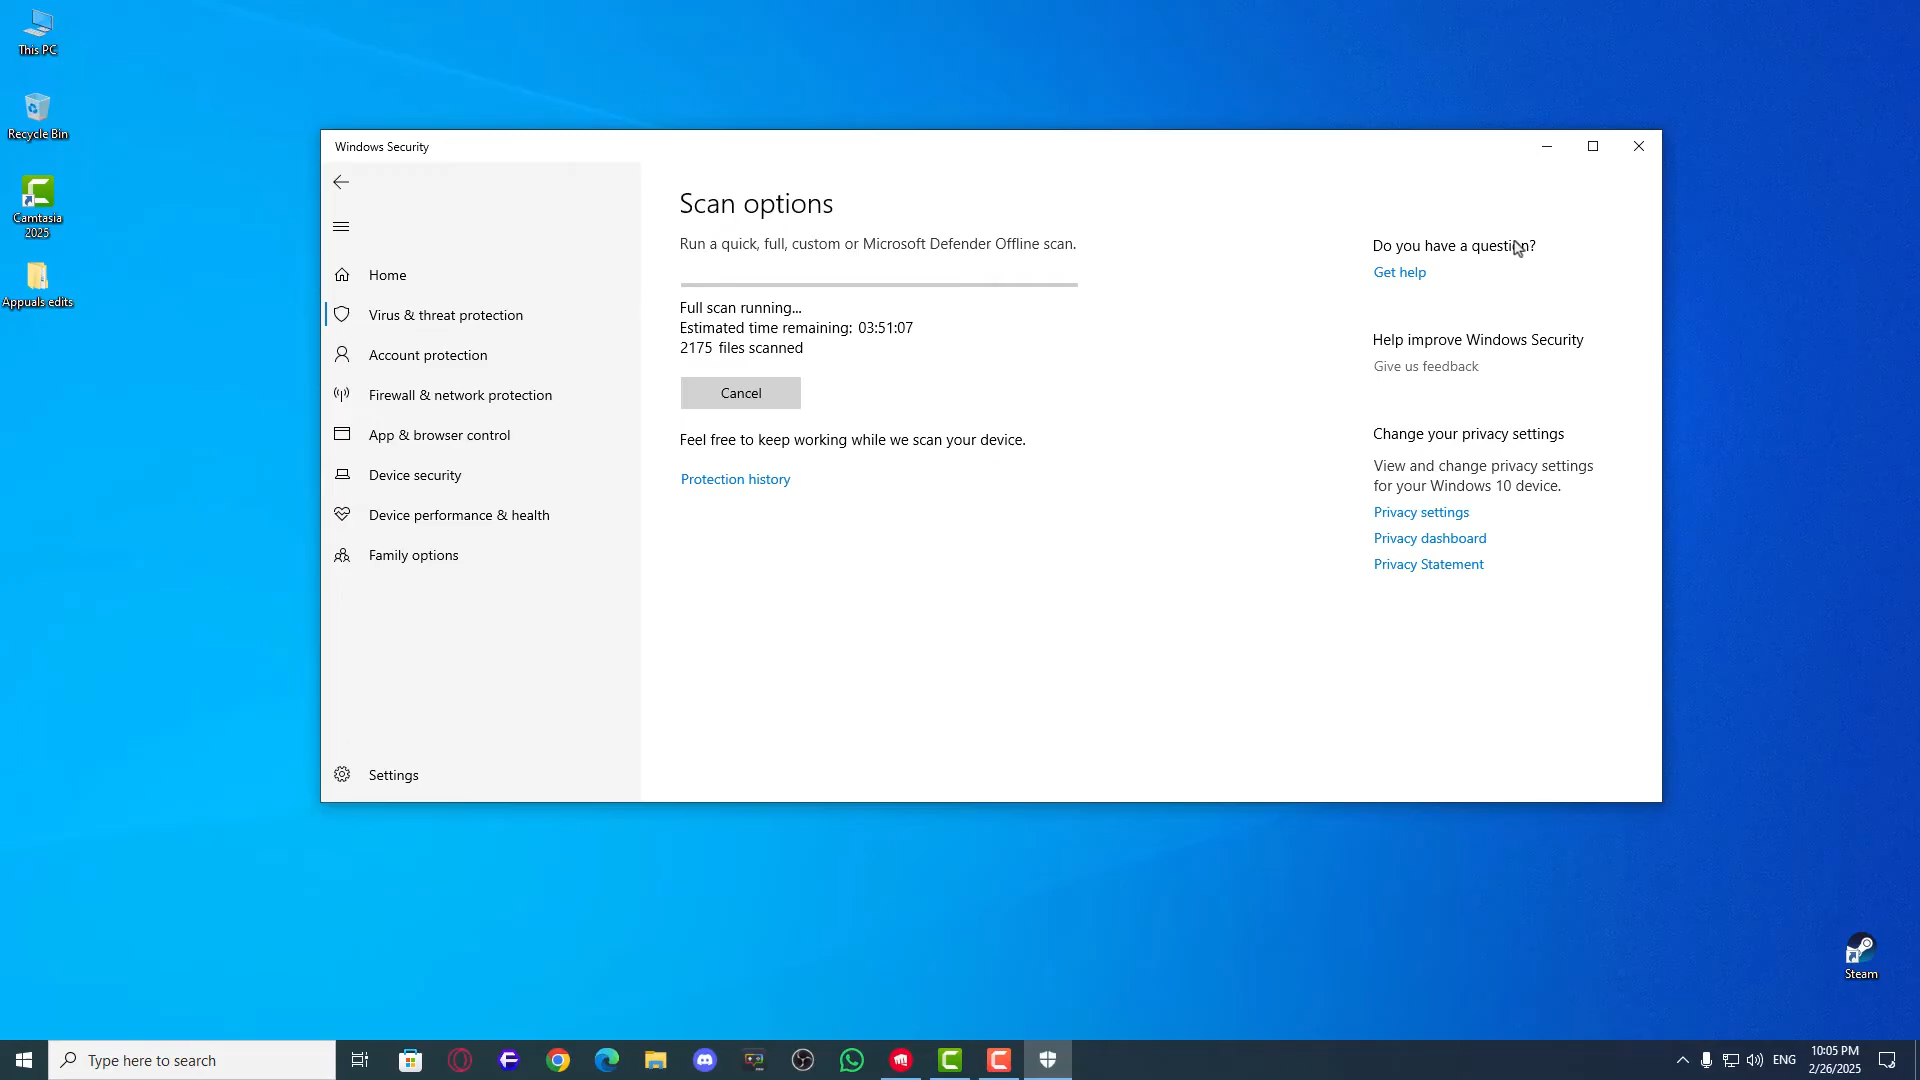 This PC
Recycle Bin
Camtasia
2025
Appuals edits
Windows Security
Home
Virus & threat protection
Account protection
Firewall & network protection
App & browser control
Device security
Device performance & health
Family options
Settings
Scan options
Run a quick, full, custom or Microsoft Defender Offline scan.
Full scan running...
Estimated time remaining: 03:51:07
2175 files scanned
Cancel
Feel free to keep working while we scan your device.
Protection history
Do you have a question?
Get help
Help improve Windows Security
Give us feedback
Change your privacy settings
View and change privacy settings
for your Windows 10 device.
Privacy settings
Privacy dashboard
Privacy Statement
Steam
Type here to search
ENG
10:05 PM
2/26/2025